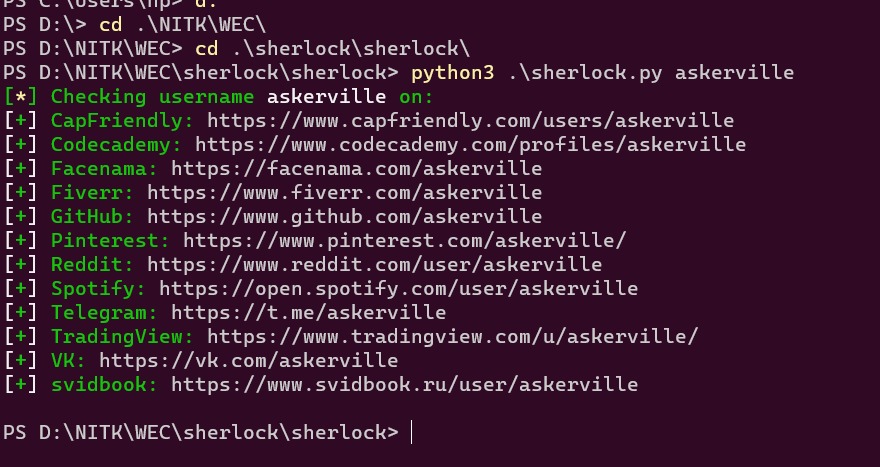 PS C:\Users\hp> d:
PS D:\> cd .\NITK\WEC\
PS D:\NITK\WEC> cd .\sherlock\sherlock\
PS D:\NITK\WEC\sherlock\sherlock> python3 .\sherlock.py askerville
[*] Checking username askerville on:
[+] CapFriendly: https://www.capfriendly.com/users/askerville
[+] Codecademy: https://www.codecademy.com/profiles/askerville
[+] Facenama: https://facenama.com/askerville
[+] Fiverr: https://www.fiverr.com/askerville
[+] GitHub: https://www.github.com/askerville
[+] Pinterest: https://www.pinterest.com/askerville/
[+] Reddit: https://www.reddit.com/user/askerville
[+] Spotify: https://open.spotify.com/user/askerville
[+] Telegram: https://t.me/askerville
[+] TradingView: https://www.tradingview.com/u/askerville/
[+] VK: https://vk.com/askerville
[+] svidbook: https://www.svidbook.ru/user/askerville
PS D:\NITK\WEC\sherlock\sherlock>